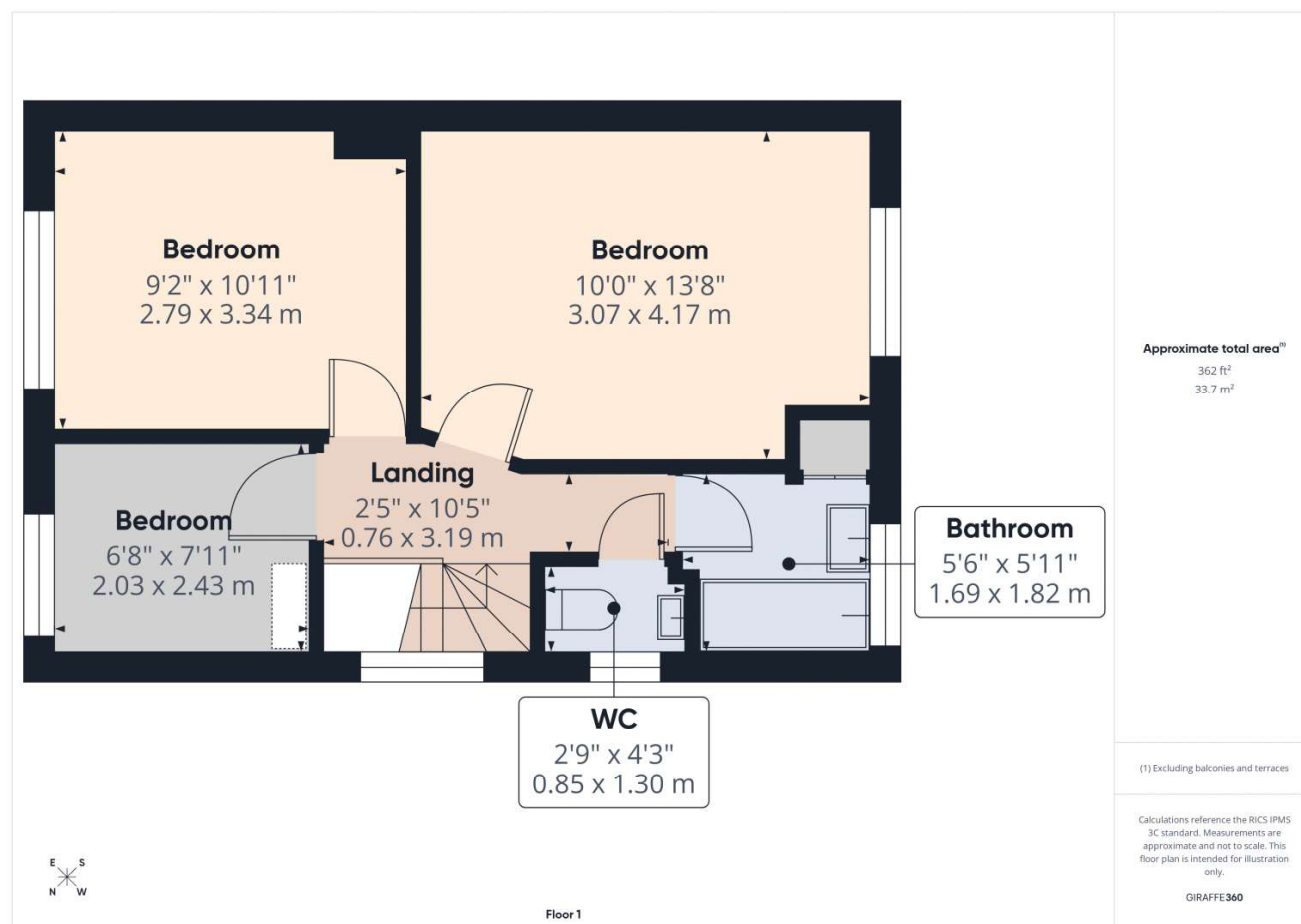 Bedroom
9'2" x 10'11"
2.79 x 3.34 m
Bedroom
10'0" x 13'8"
3.07 x 4.17 m
Landing
2'5" x 10'5"
0.76 x 3.19 m
Bedroom
6'8" x 7'11"
2.03 x 2.43 m
Bathroom
5'6" x 5'11"
1.69 x 1.82 m
WC
2'9" x 4'3"
0.85 x 1.30 m
E S
N W
Floor 1
Approximate total area(1)
362 ft²
33.7 m²
(1) Excluding balconies and terraces
Calculations reference the RICS IPMS
3C standard. Measurements are
approximate and not to scale. This
floor plan is intended for illustration
only.
GIRAFFE360